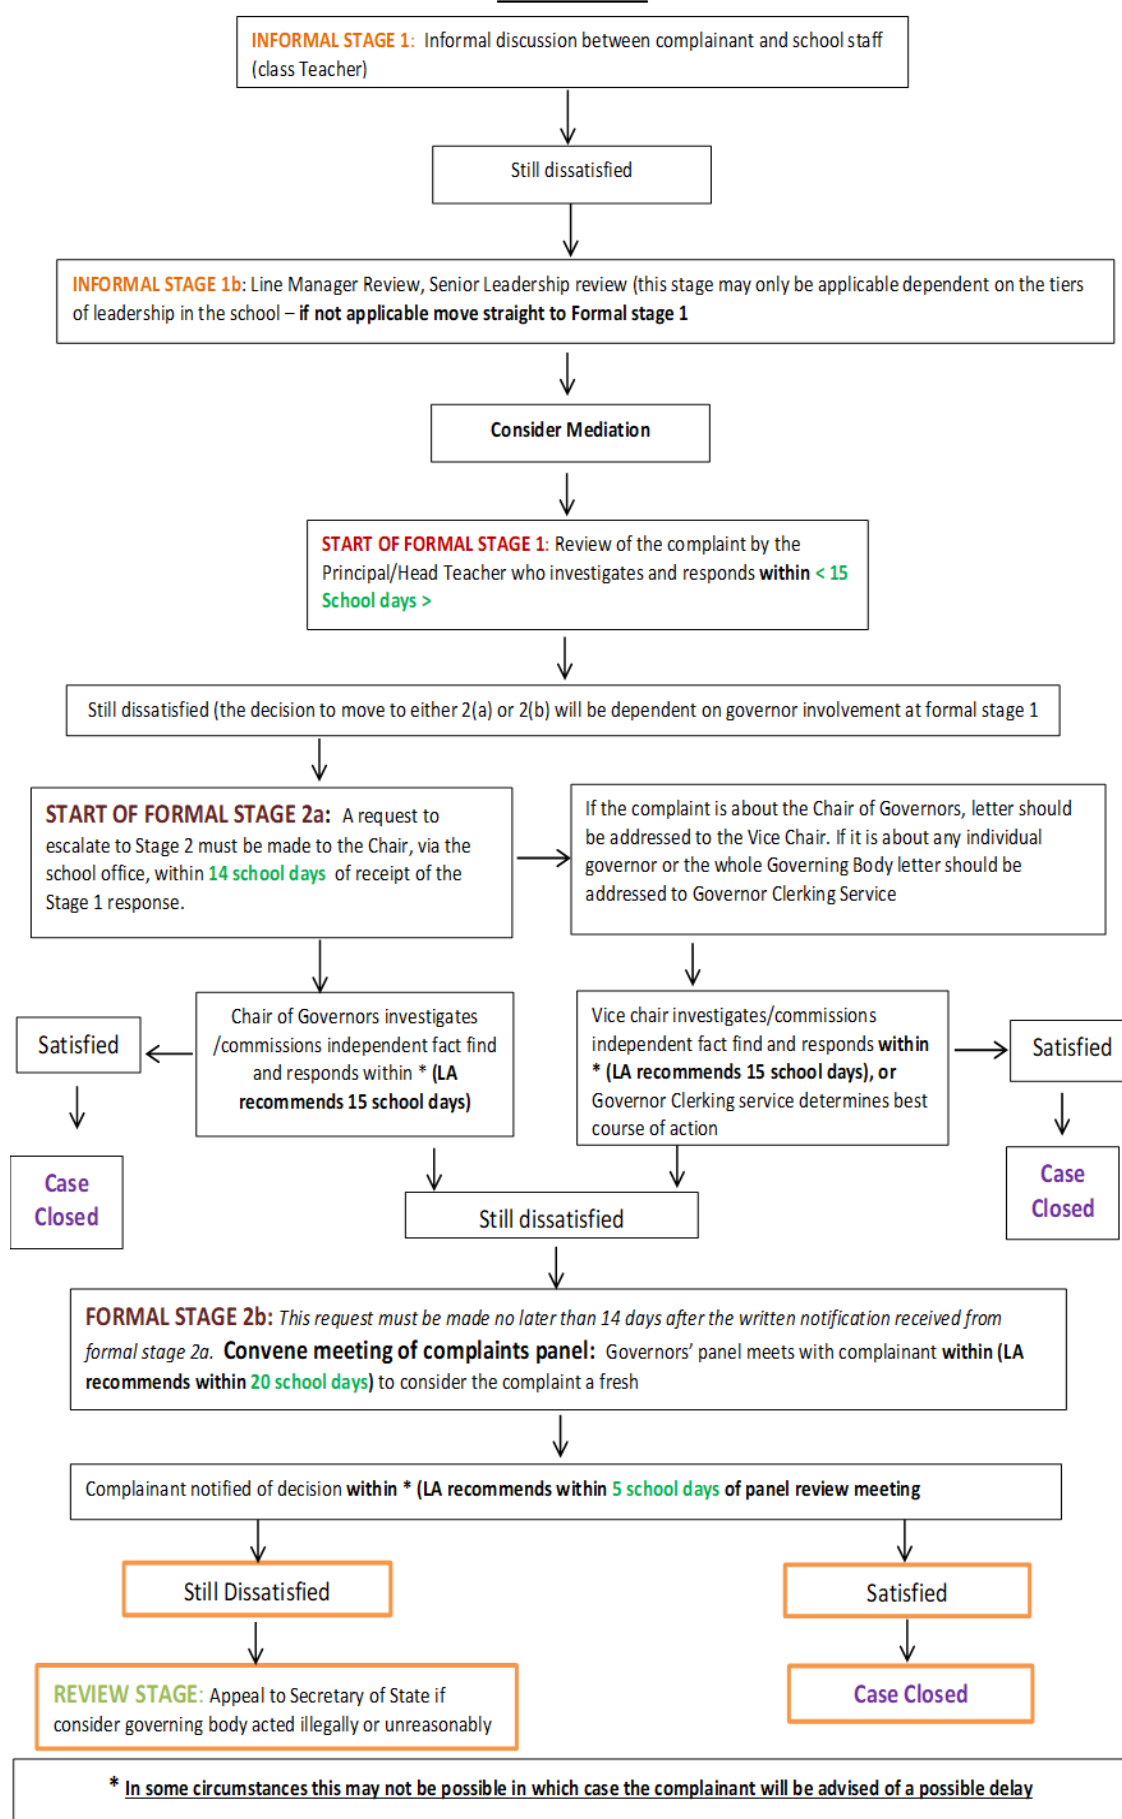 INFORMAL STAGE 1: Informal discussion between complainant and school staff
(class Teacher)
Still dissatisfied
INFORMAL STAGE 1b: Line Manager Review, Senior Leadership review (this stage may only be applicable dependent on the tiers
of leadership in the school – if not applicable move straight to Formal stage 1
Consider Mediation
START OF FORMAL STAGE 1: Review of the complaint by the
Principal/Head Teacher who investigates and responds within < 15
School days >
Still dissatisfied (the decision to move to either 2(a) or 2(b) will be dependent on governor involvement at formal stage 1
START OF FORMAL STAGE 2a: A request to
escalate to Stage 2 must be made to the Chair, via the
school office, within 14 school days of receipt of the
Stage 1 response.
If the complaint is about the Chair of Governors, letter should
be addressed to the Vice Chair. If it is about any individual
governor or the whole Governing Body letter should be
addressed to Governor Clerking Service
Satisfied
Chair of Governors investigates
/commissions independent fact find
and responds within * (LA
recommends 15 school days)
Vice chair investigates/commissions
independent fact find and responds within
* (LA recommends 15 school days), or
Governor Clerking service determines best
course of action
Satisfied
Case
Closed
Case
Closed
Still dissatisfied
FORMAL STAGE 2b: This request must be made no later than 14 days after the written notification received from
formal stage 2a. Convene meeting of complaints panel: Governors' panel meets with complainant within (LA
recommends within 20 school days) to consider the complaint a fresh
Complainant notified of decision within * (LA recommends within 5 school days of panel review meeting
Still Dissatisfied
Satisfied
REVIEW STAGE: Appeal to Secretary of State if
consider governing body acted illegally or unreasonably
Case Closed
* In some circumstances this may not be possible in which case the complainant will be advised of a possible delay